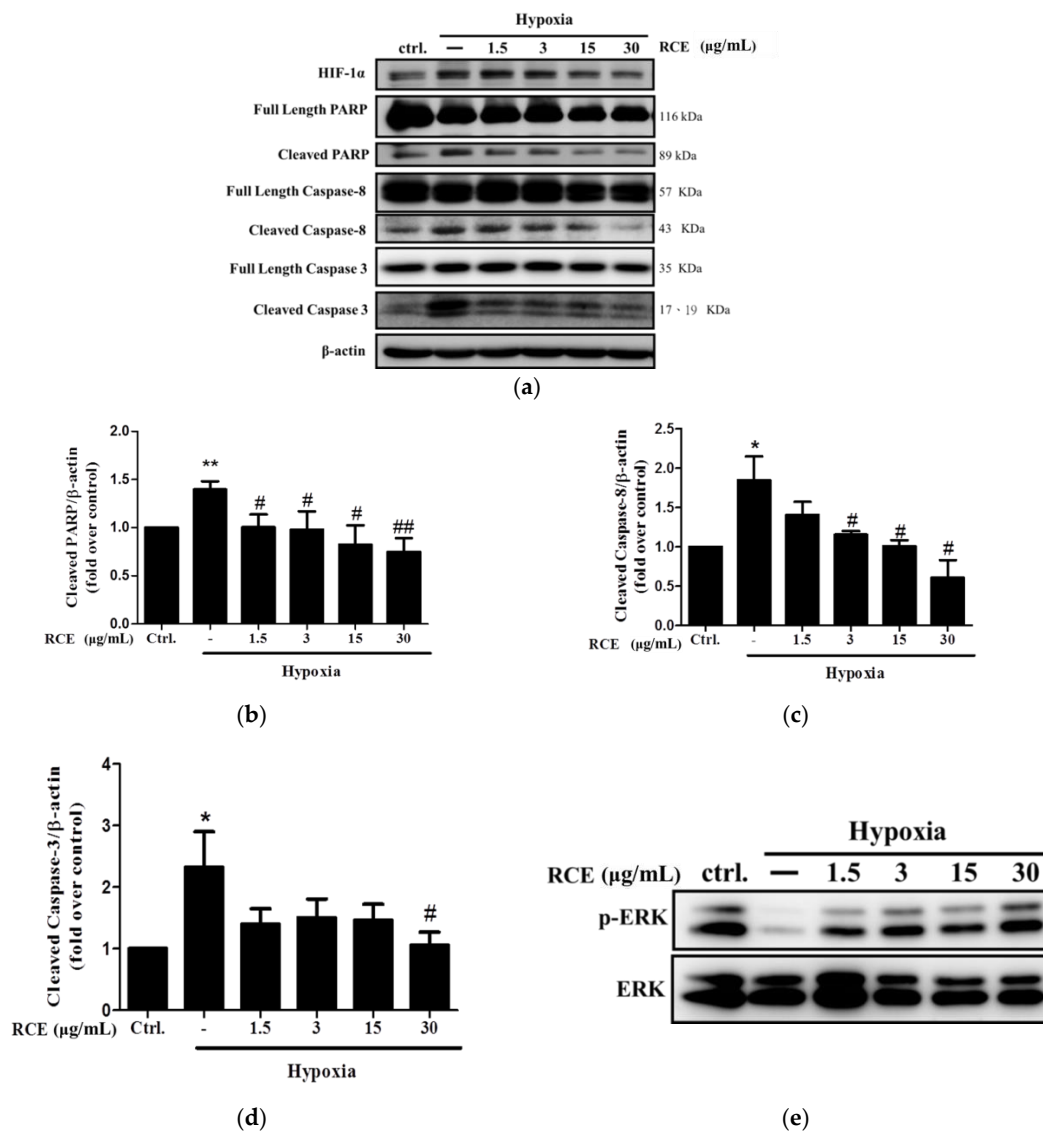 Hypoxia
ctrl. — 1.5 3 15 30 RCE (µg/mL)
HIF-1α
Full Length PARP 116 kDa
Cleaved PARP 89 kDa
Full Length Caspase-8 57 KDa
Cleaved Caspase-8 43 KDa
Full Length Caspase 3 35 KDa
Cleaved Caspase 3 17、19 KDa
β-actin
(a)
Cleaved PARP/β-actin
(fold over control)
2.0
1.5
1.0
0.5
0.0
** # # # ##
RCE (µg/mL) Ctrl. - 1.5 3 15 30
Hypoxia
(b)
Cleaved Caspase-8/β-actin
(fold over control)
2.5
2.0
1.5
1.0
0.5
0.0
* # # #
RCE (µg/mL) Ctrl. - 1.5 3 15 30
Hypoxia
(c)
Cleaved Caspase-3/β-actin
(fold over control)
4
3
2
1
0
* #
RCE (µg/mL) Ctrl. - 1.5 3 15 30
Hypoxia
(d)
Hypoxia
RCE (µg/mL) ctrl. — 1.5 3 15 30
p-ERK
ERK
(e)